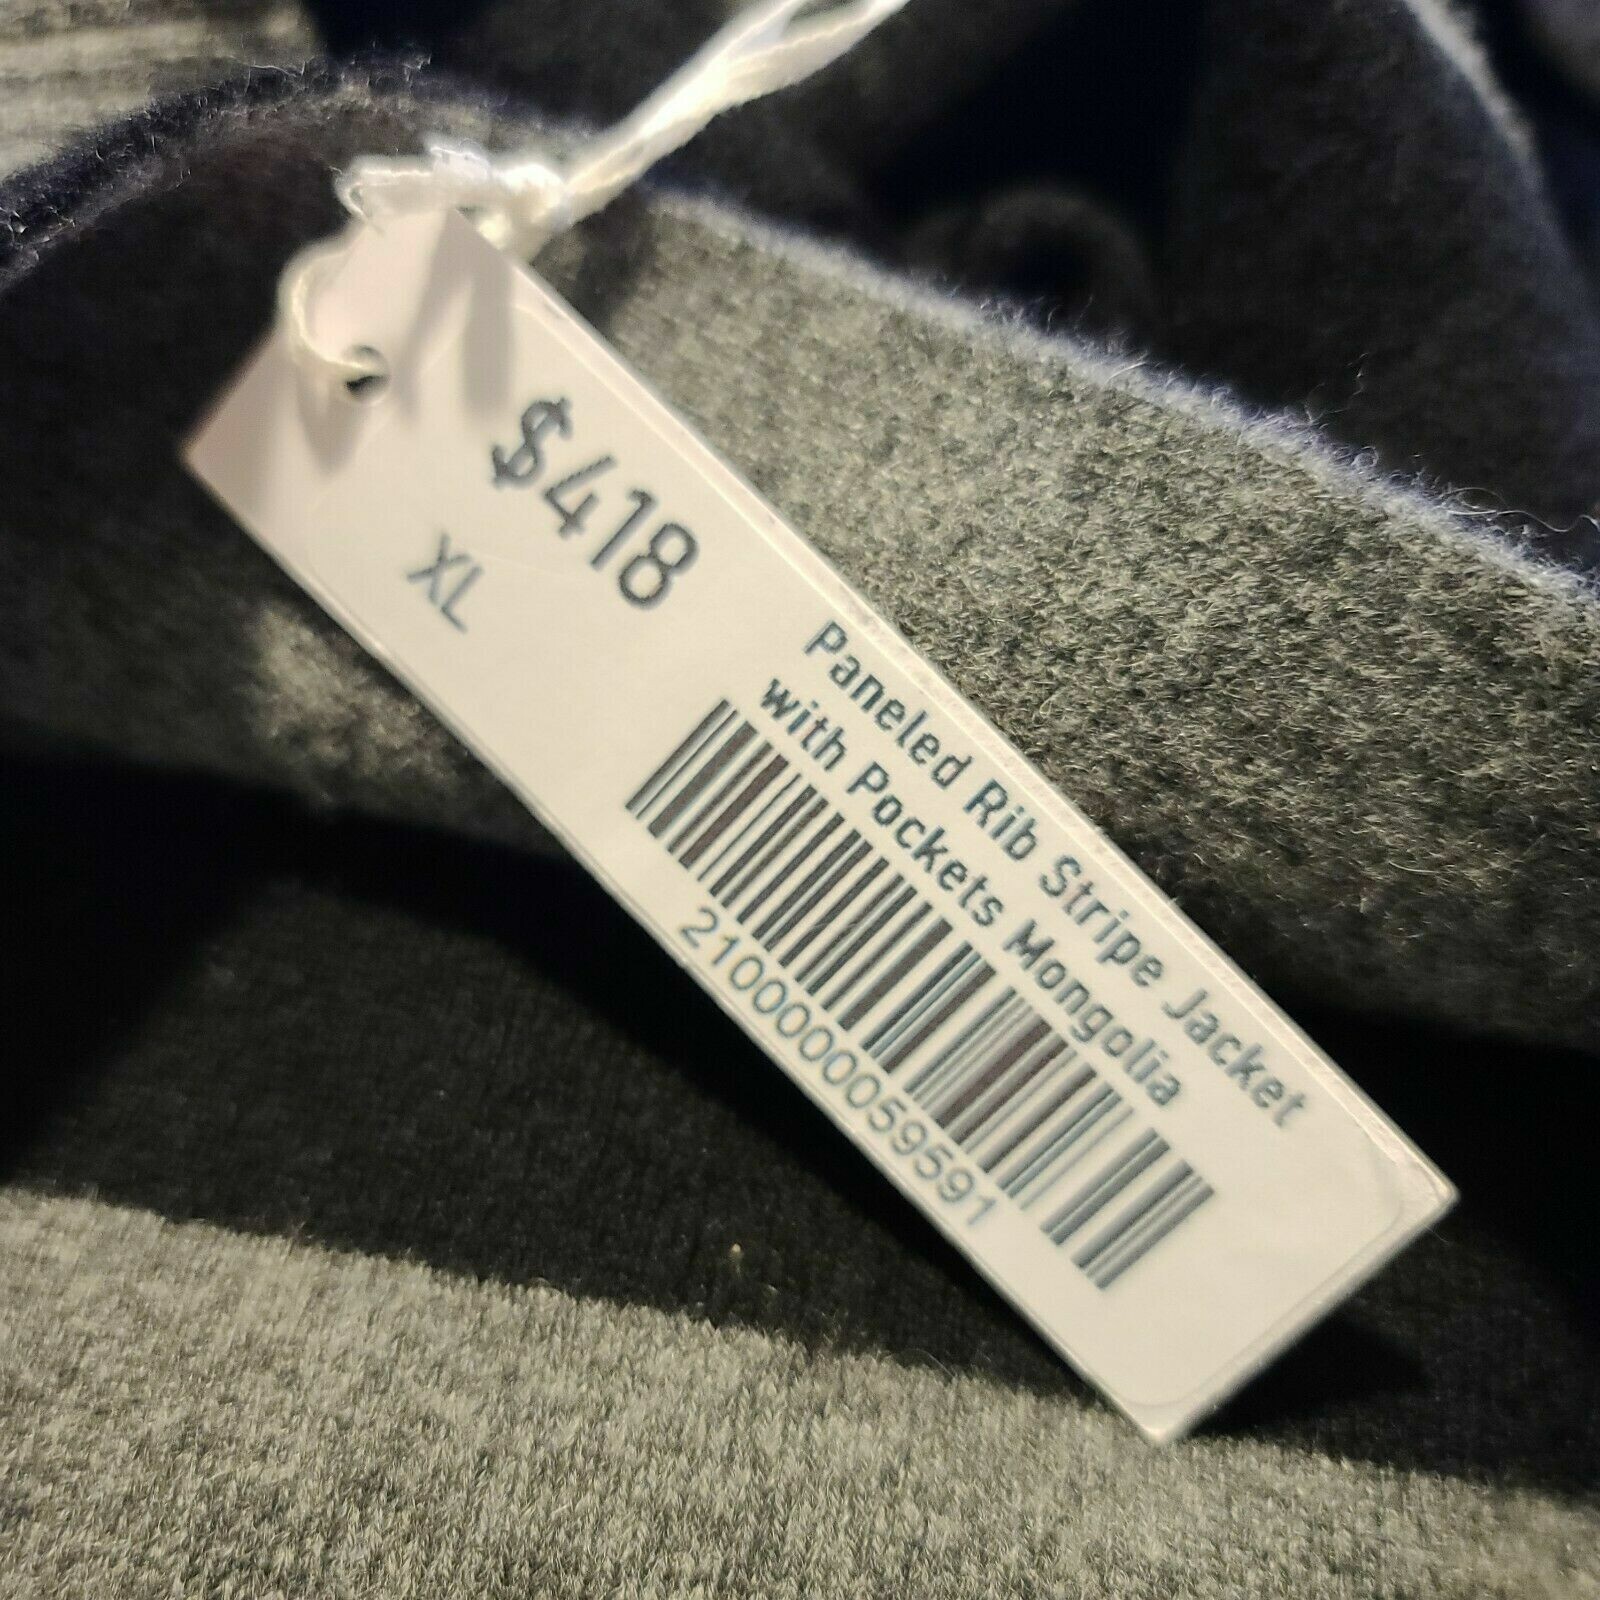 $418
XL
Paneled Rib Stripe Jacket
with Pockets Mongolia
2100000059591